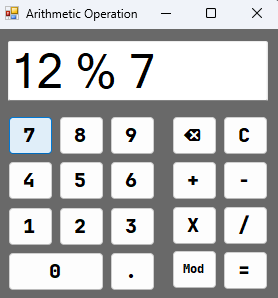 Arithmetic Operation
12 % 7
7 8 9 C
4 5 6 + -
1 2 3 X /
0 . Mod =